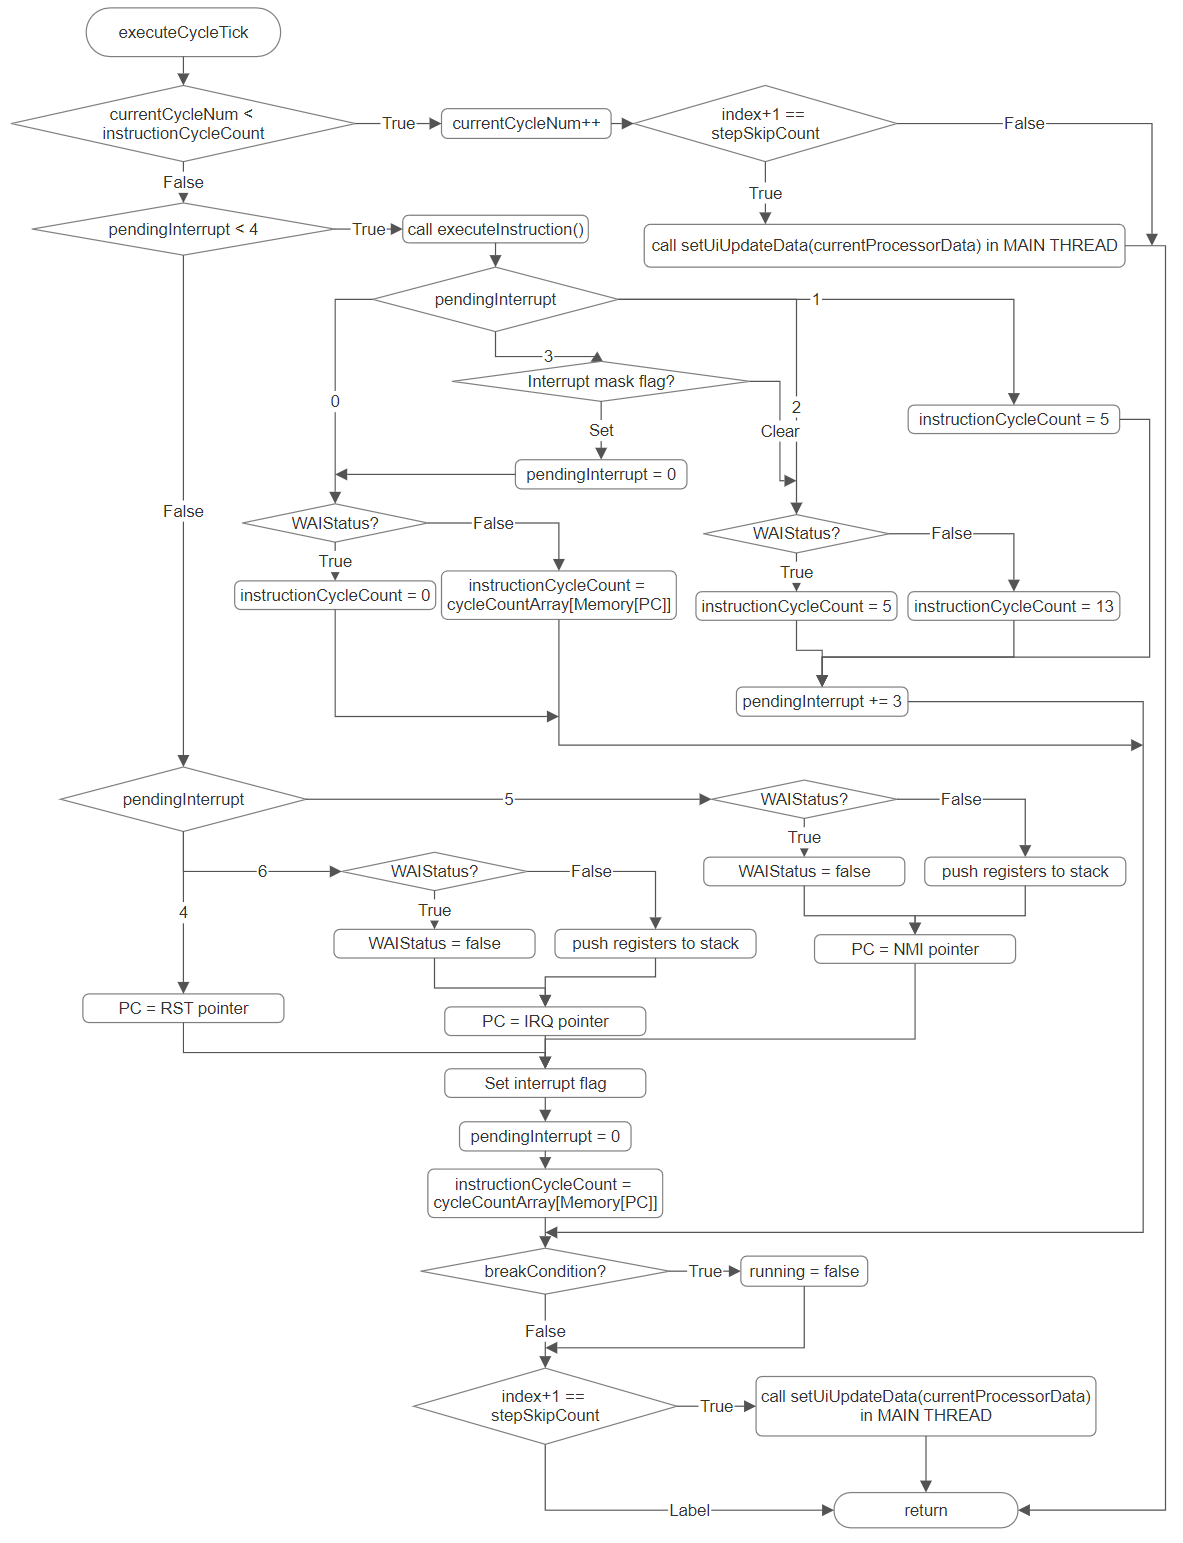 executeCycleTick
currentCycleNum <
instructionCycleCount
True
currentCycleNum++
index+1 ==
stepSkipCount
False
False
True
pendingInterrupt < 4
True
call executeInstruction()
call setUiUpdateData(currentProcessorData) in MAIN THREAD
pendingInterrupt
1
3
Interrupt mask flag?
0
2
Clear
instructionCycleCount = 5
Set
pendingInterrupt = 0
False
WAIStatus?
False
WAIStatus?
False
True
True
instructionCycleCount = 0
instructionCycleCount =
cycleCountArray[Memory[PC]]
instructionCycleCount = 5
instructionCycleCount = 13
pendingInterrupt += 3
pendingInterrupt
5
WAIStatus?
False
True
6
WAIStatus?
False
WAIStatus = false
push registers to stack
4
True
WAIStatus = false
push registers to stack
PC = NMI pointer
PC = RST pointer
PC = IRQ pointer
Set interrupt flag
pendingInterrupt = 0
instructionCycleCount =
cycleCountArray[Memory[PC]]
breakCondition?
True
running = false
False
index+1 ==
stepSkipCount
True
call setUiUpdateData(currentProcessorData)
in MAIN THREAD
Label
return